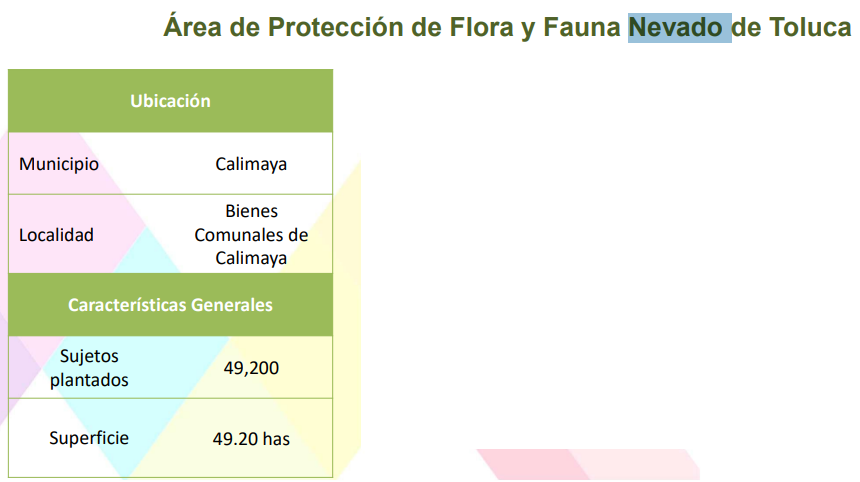 Área de Protección de Flora y Fauna Nevado de Toluca
Ubicación
Municipio Calimaya
Localidad Bienes
Comunales de
Calimaya
Características Generales
Sujetos
plantados 49,200
Superficie 49.20 has